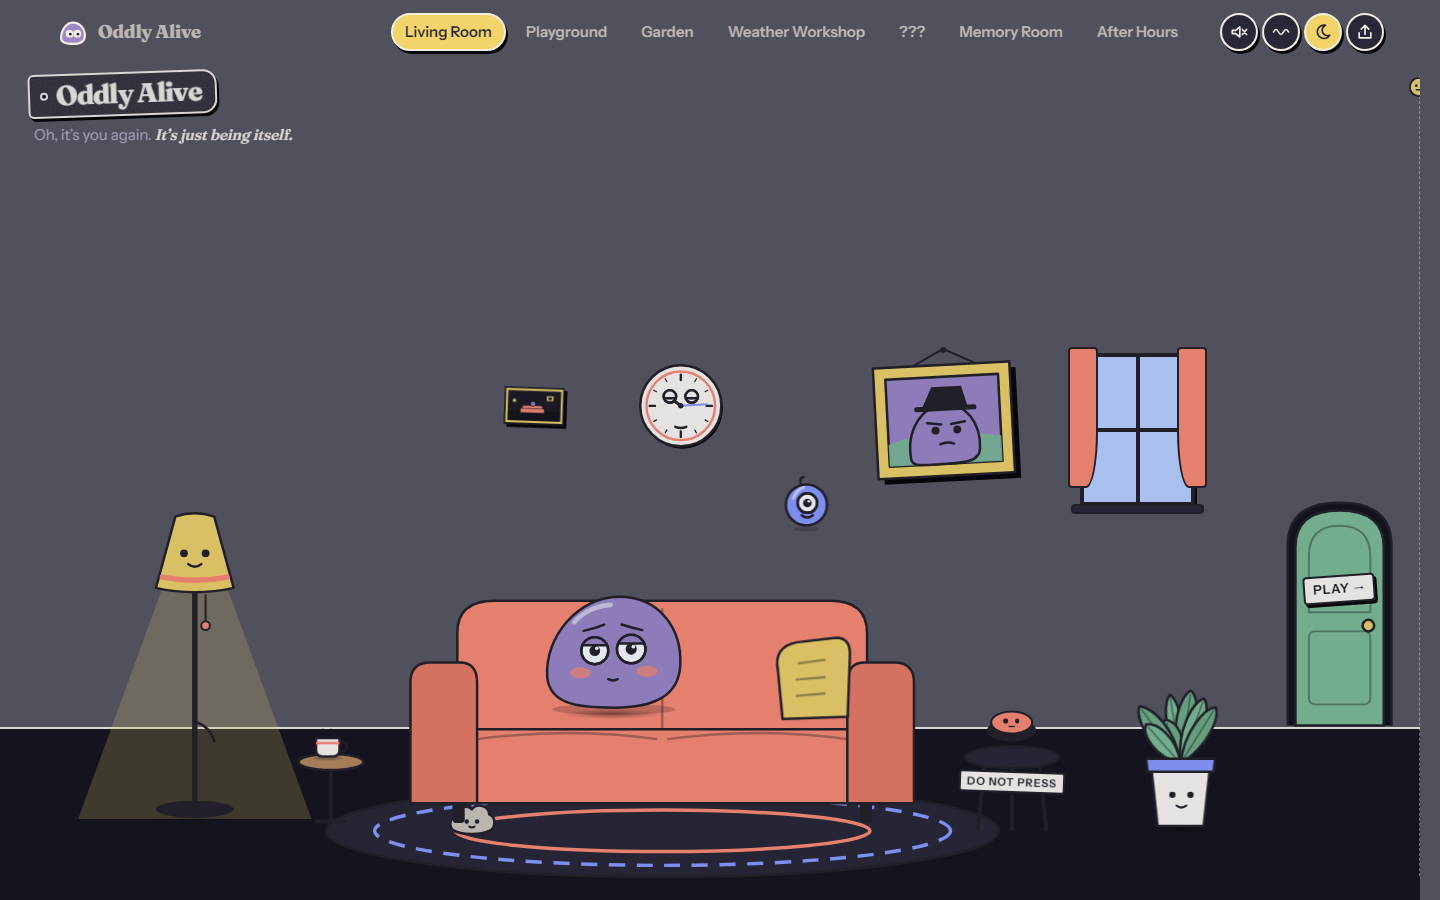 Oddly Alive
Living Room
Playground
Garden
Weather Workshop
???
Memory Room
After Hours
Oddly Alive
Oh, it's you again. It's just being itself.
PLAY →
DO NOT PRESS